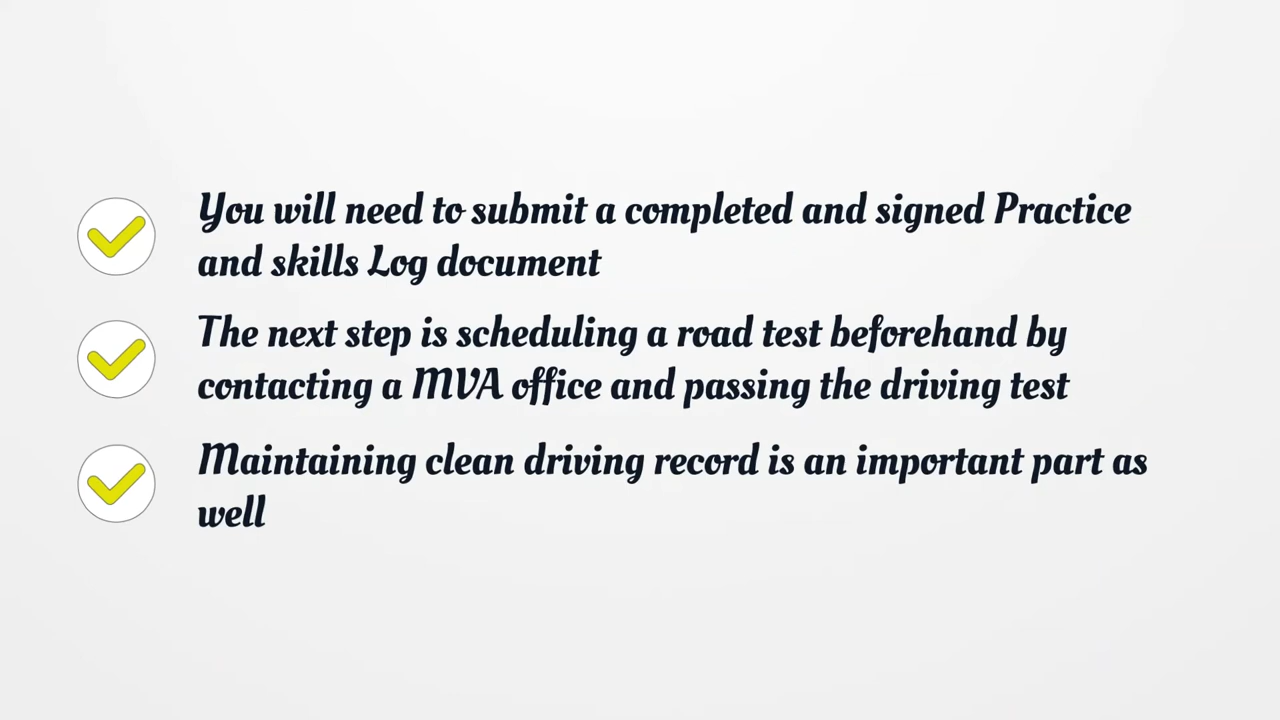 You will need to submit a completed and signed Practice
and skills Log document
The next step is scheduling a road test beforehand by
contacting a MVA office and passing the driving test
Maintaining clean driving record is an important part as
well